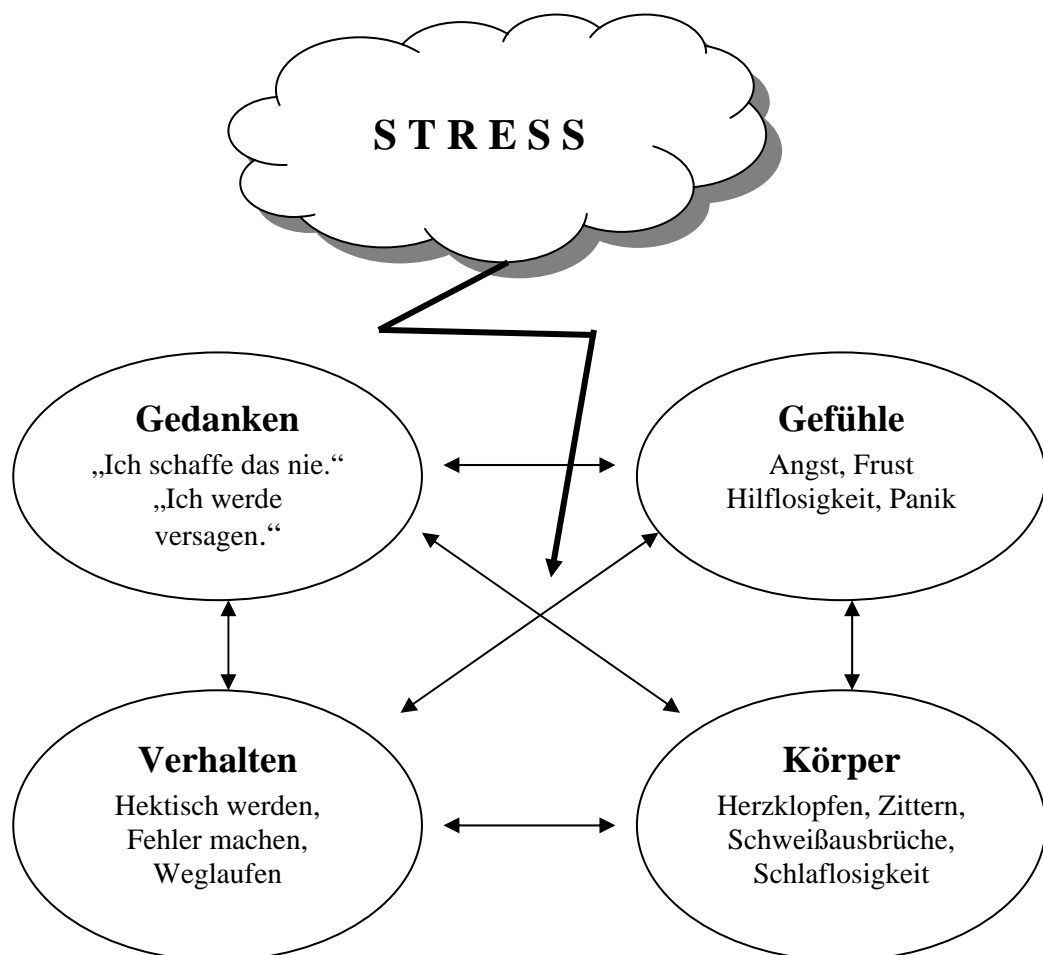 S T R E S S
Gedanken
„Ich schaffe das nie.“
„Ich werde
versagen.“
Gefühle
Angst, Frust
Hilflosigkeit, Panik
Verhalten
Hektisch werden,
Fehler machen,
Weglaufen
Körper
Herzklopfen, Zittern,
Schweißausbrüche,
Schlaflosigkeit